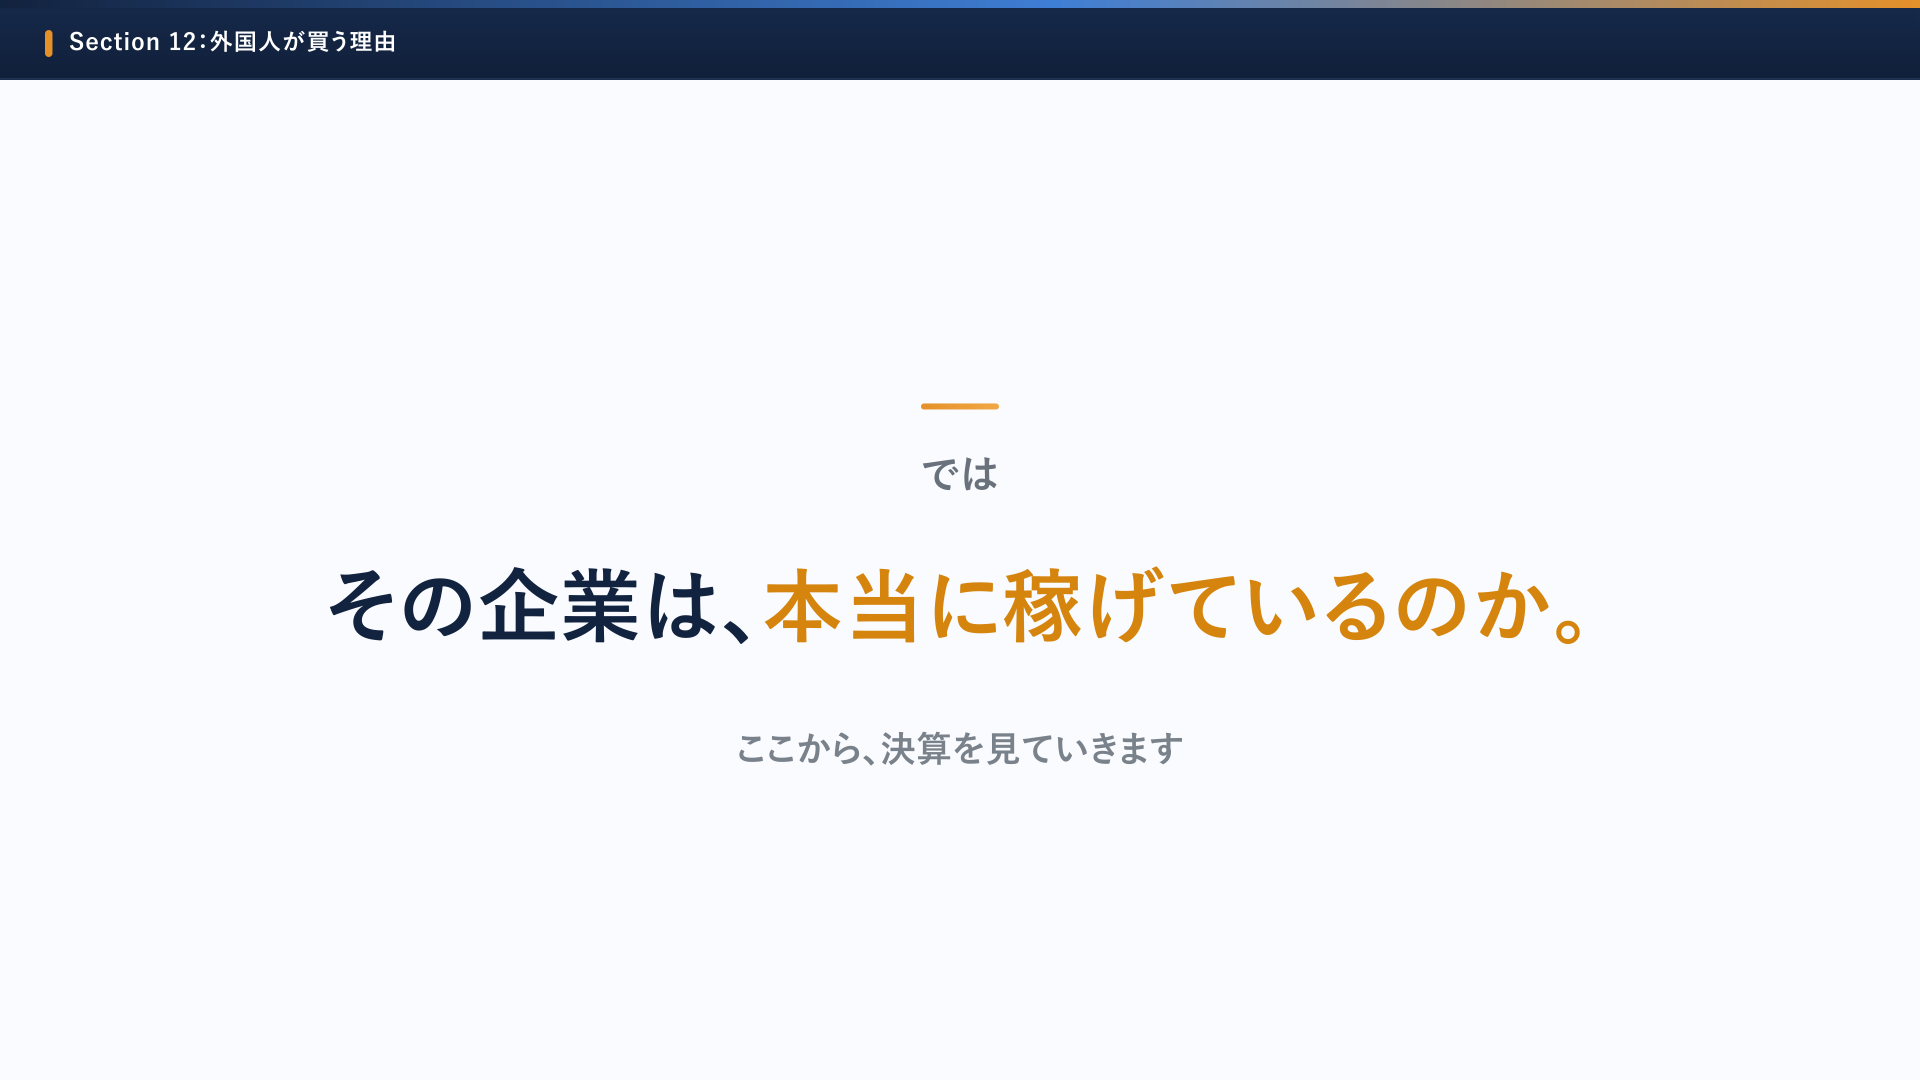 Section 12：外国人が買う理由
では
その企業は、本当に稼げているのか。
ここから、決算を見ていきます